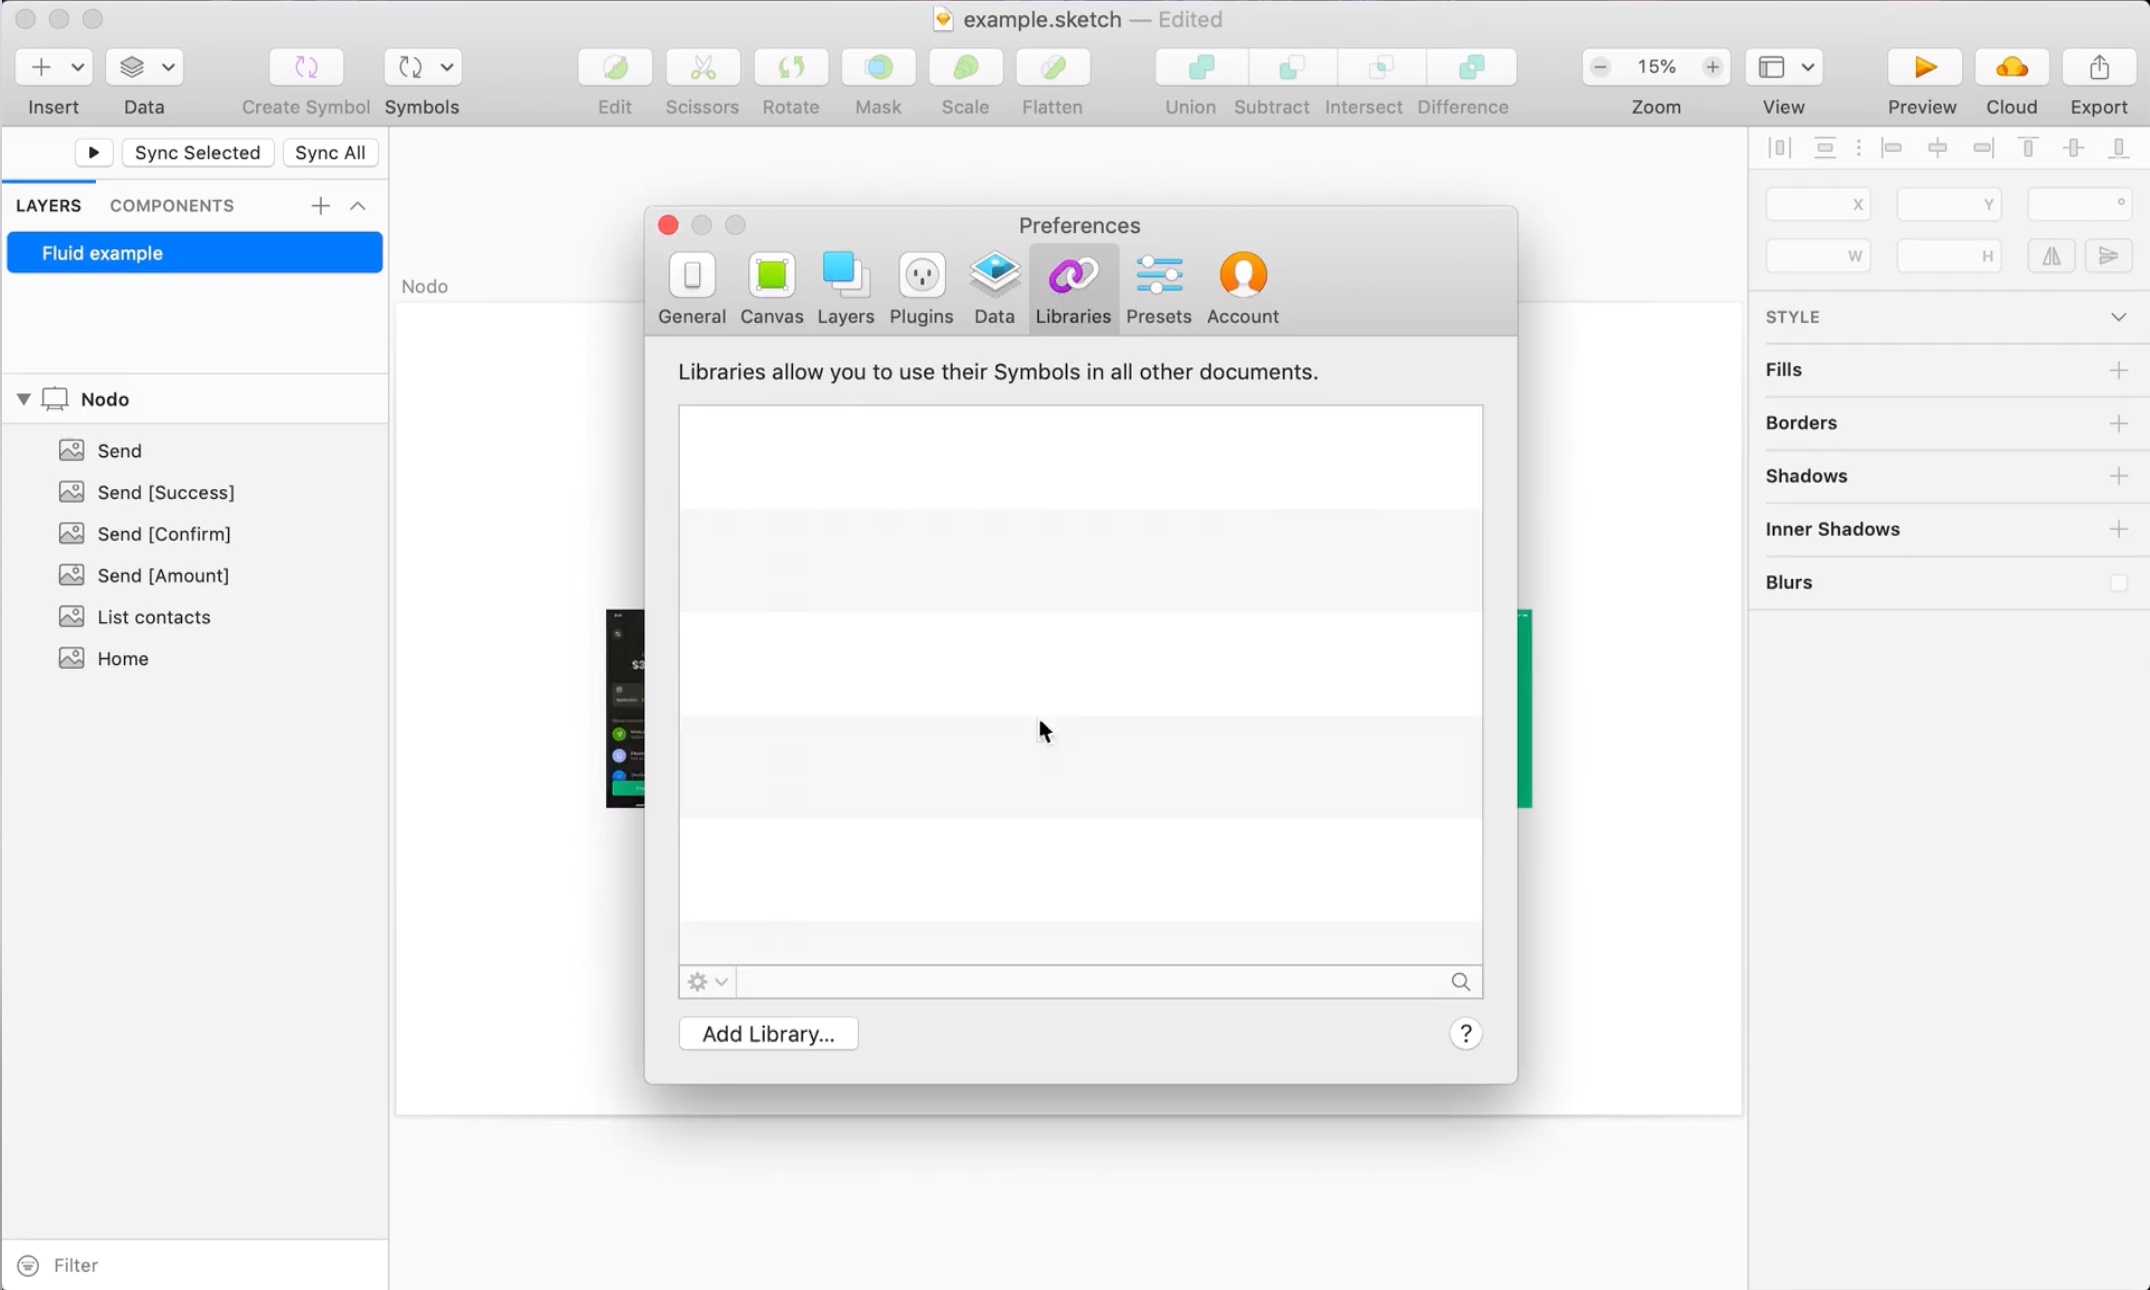 example.sketch — Edited
Insert
Data
Create Symbol
Symbols
Edit
Scissors
Rotate
Mask
Scale
Flatten
Union
Subtract
Intersect
Difference
15%
Zoom
View
Preview
Cloud
Export
Sync Selected
Sync All
LAYERS
COMPONENTS
Fluid example
Nodo
Send
Send [Success]
Send [Confirm]
Send [Amount]
List contacts
Home
Filter
Nodo
Preferences
General
Canvas
Layers
Plugins
Data
Libraries
Presets
Account
Libraries allow you to use their Symbols in all other documents.
Add Library...
?
X
Y
°
W
H
STYLE
Fills
Borders
Shadows
Inner Shadows
Blurs